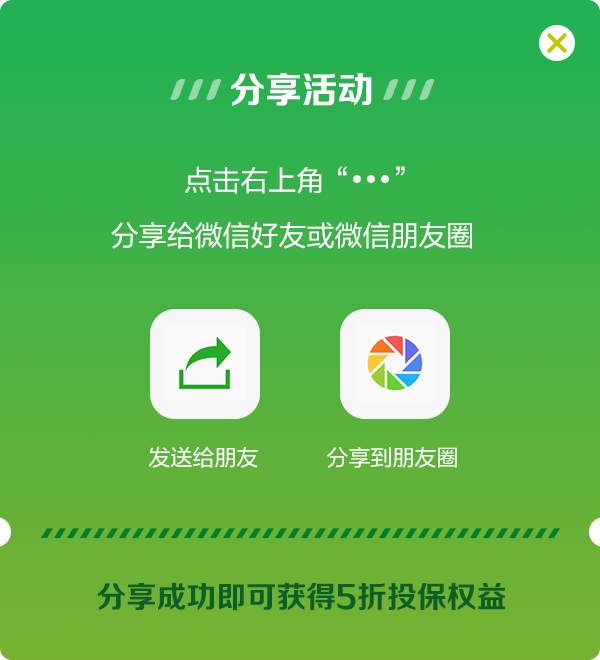 分享活动
点击右上角“•••”
分享给微信好友或微信朋友圈
发送给朋友
分享到朋友圈
分享成功即可获得5折投保权益